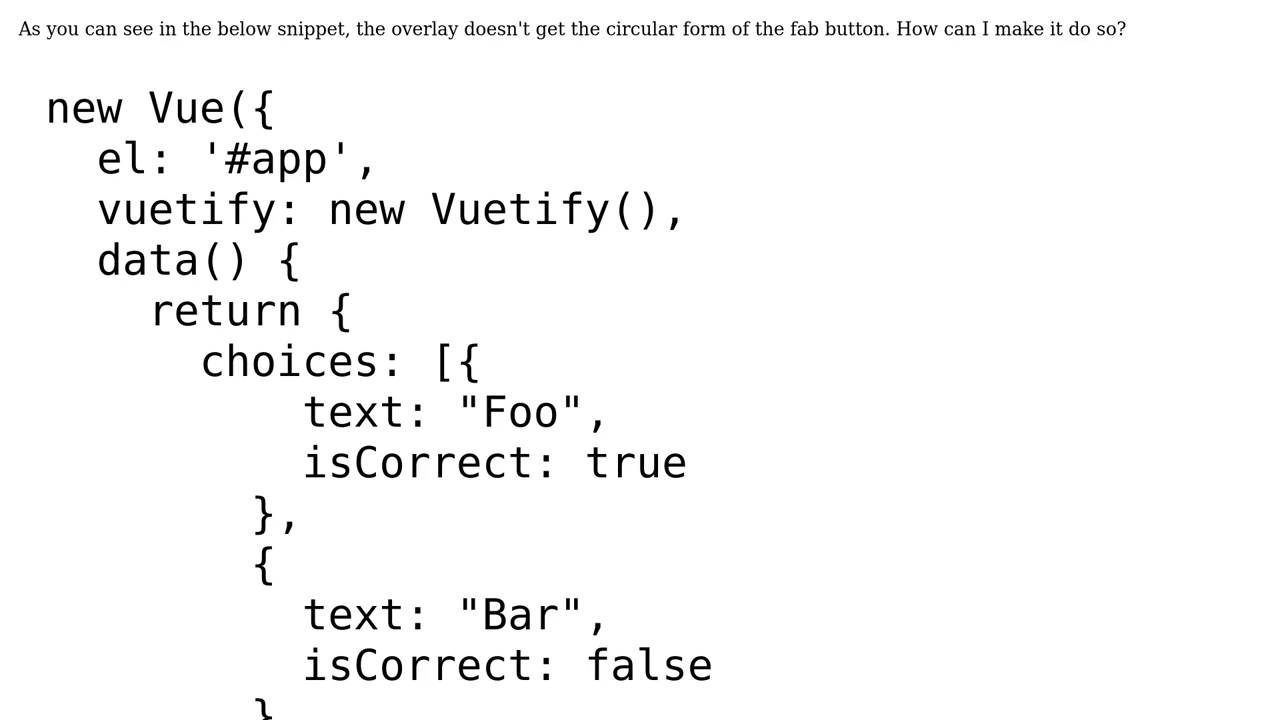 As you can see in the below snippet, the overlay doesn't get the circular form of the fab button. How can I make it do so?
new Vue({
  el: '#app',
  vuetify: new Vuetify(),
  data() {
    return {
      choices: [{
          text: "Foo",
          isCorrect: true
        },
        {
          text: "Bar",
          isCorrect: false
        }